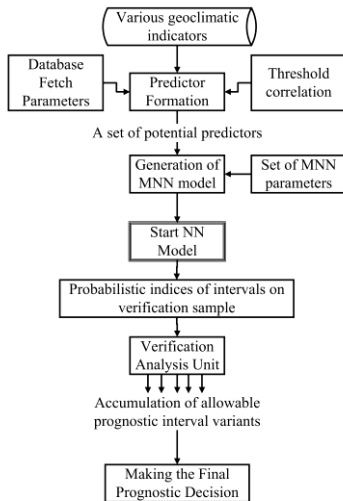 Various geoclimatic
indicators
Database
Fetch
Parameters
Predictor
Formation
Threshold
correlation
A set of potential predictors
Generation of
MNN model
Set of MNN
parameters
Start NN
Model
Probabilistic indices of intervals on
verification sample
Verification
Analysis Unit
Accumulation of allowable
prognostic interval variants
Making the Final
Prognostic Decision